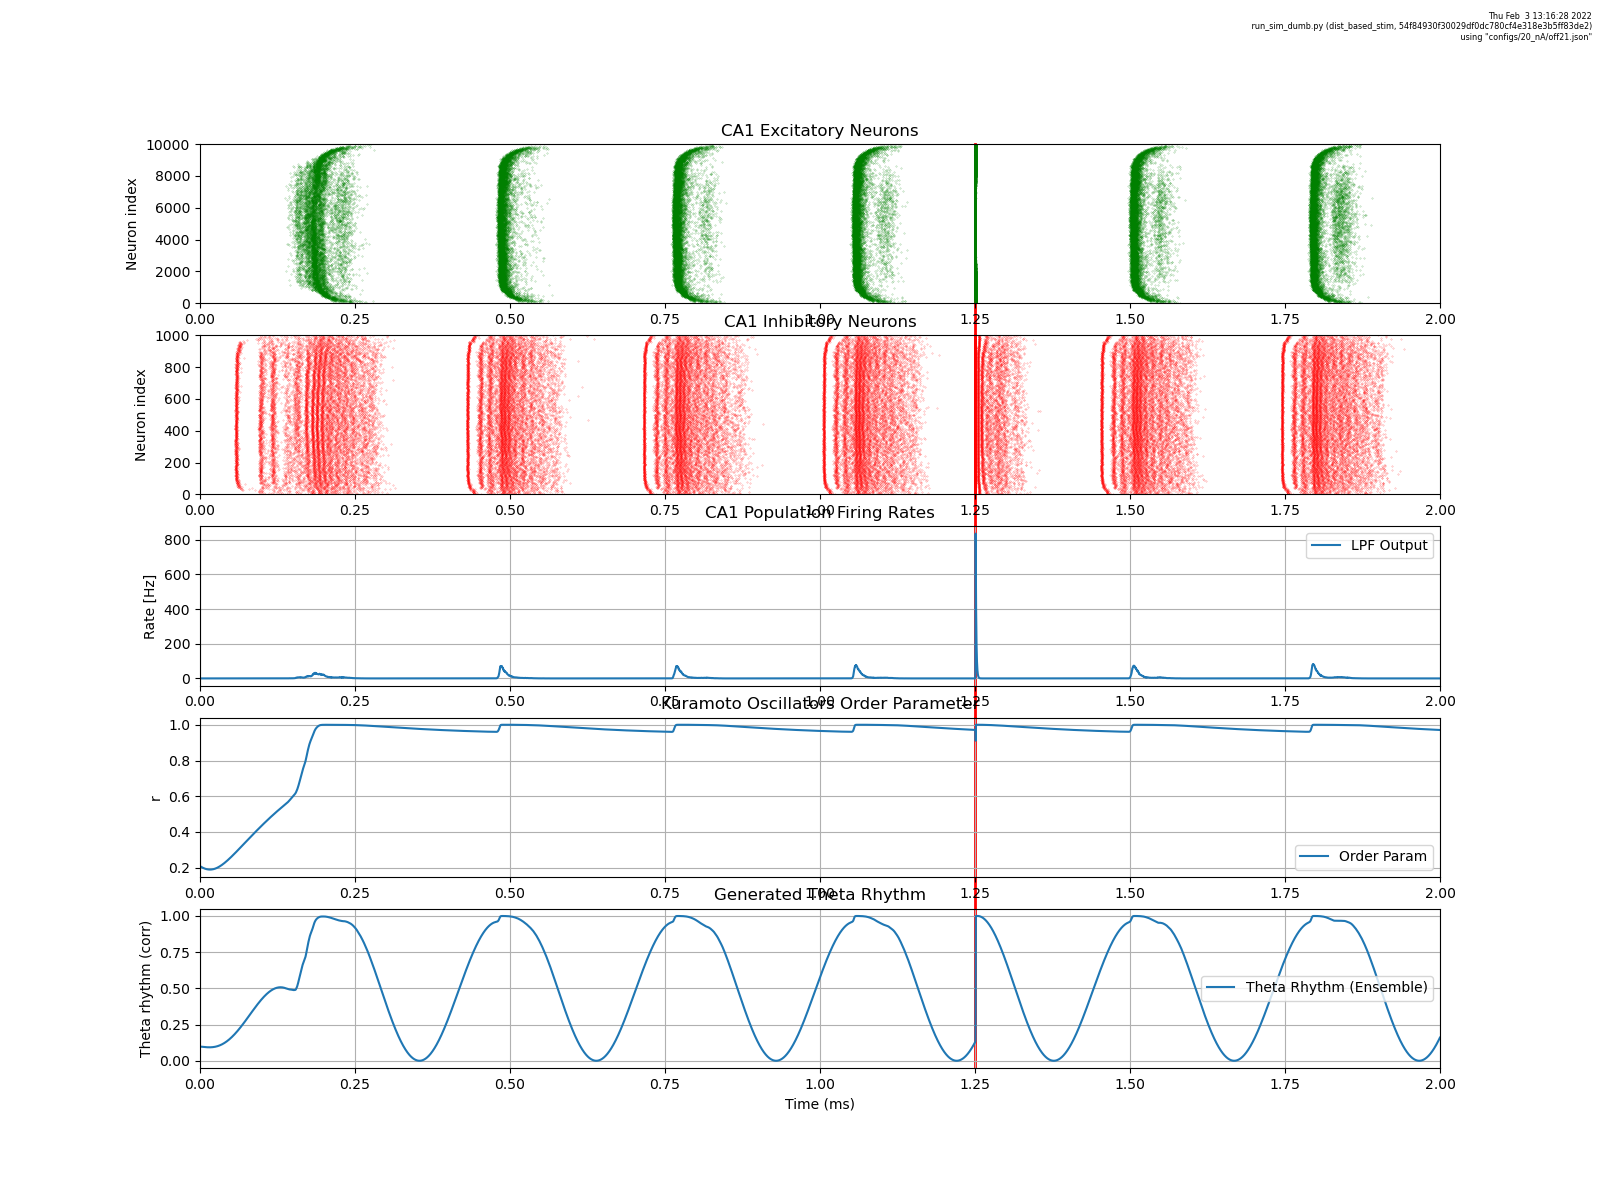 Thu Feb  3 13:16:28 2022
run_sim_dumb.py (dist_based_stim, 54f84930f30029df0dc780cf4e318e3b5ff83de2)
using "configs/20_nA/off21.json"
CA1 Excitatory Neurons
Neuron index
10000
8000
6000
4000
2000
0
0.00 0.25 0.50 0.75 1.00 1.25 1.50 1.75 2.00
CA1 Inhibitory Neurons
Neuron index
1000
800
600
400
200
0
0.00 0.25 0.50 0.75 1.00 1.25 1.50 1.75 2.00
CA1 Population Firing Rates
Rate [Hz]
800
600
400
200
0
LPF Output
0.00 0.25 0.50 0.75 1.00 1.25 1.50 1.75 2.00
Kuramoto Oscillators Order Parameter
r
1.0
0.8
0.6
0.4
0.2
Order Param
0.00 0.25 0.50 0.75 1.00 1.25 1.50 1.75 2.00
Generated Theta Rhythm
Theta rhythm (corr)
1.00
0.75
0.50
0.25
0.00
Theta Rhythm (Ensemble)
0.00 0.25 0.50 0.75 1.00 1.25 1.50 1.75 2.00
Time (ms)